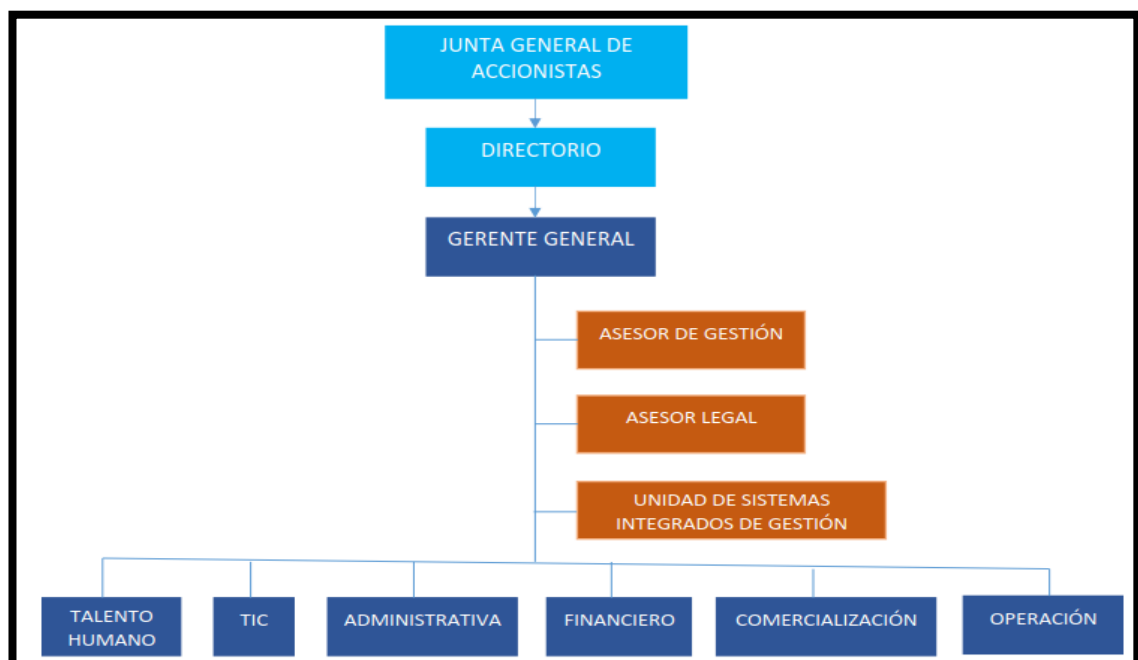 JUNTA GENERAL DE
ACCIONISTAS
DIRECTORIO
GERENTE GENERAL
ASESOR DE GESTIÓN
ASESOR LEGAL
UNIDAD DE SISTEMAS
INTEGRADOS DE GESTIÓN
TALENTO
HUMANO
TIC
ADMINISTRATIVA
FINANCIERO
COMERCIALIZACIÓN
OPERACIÓN